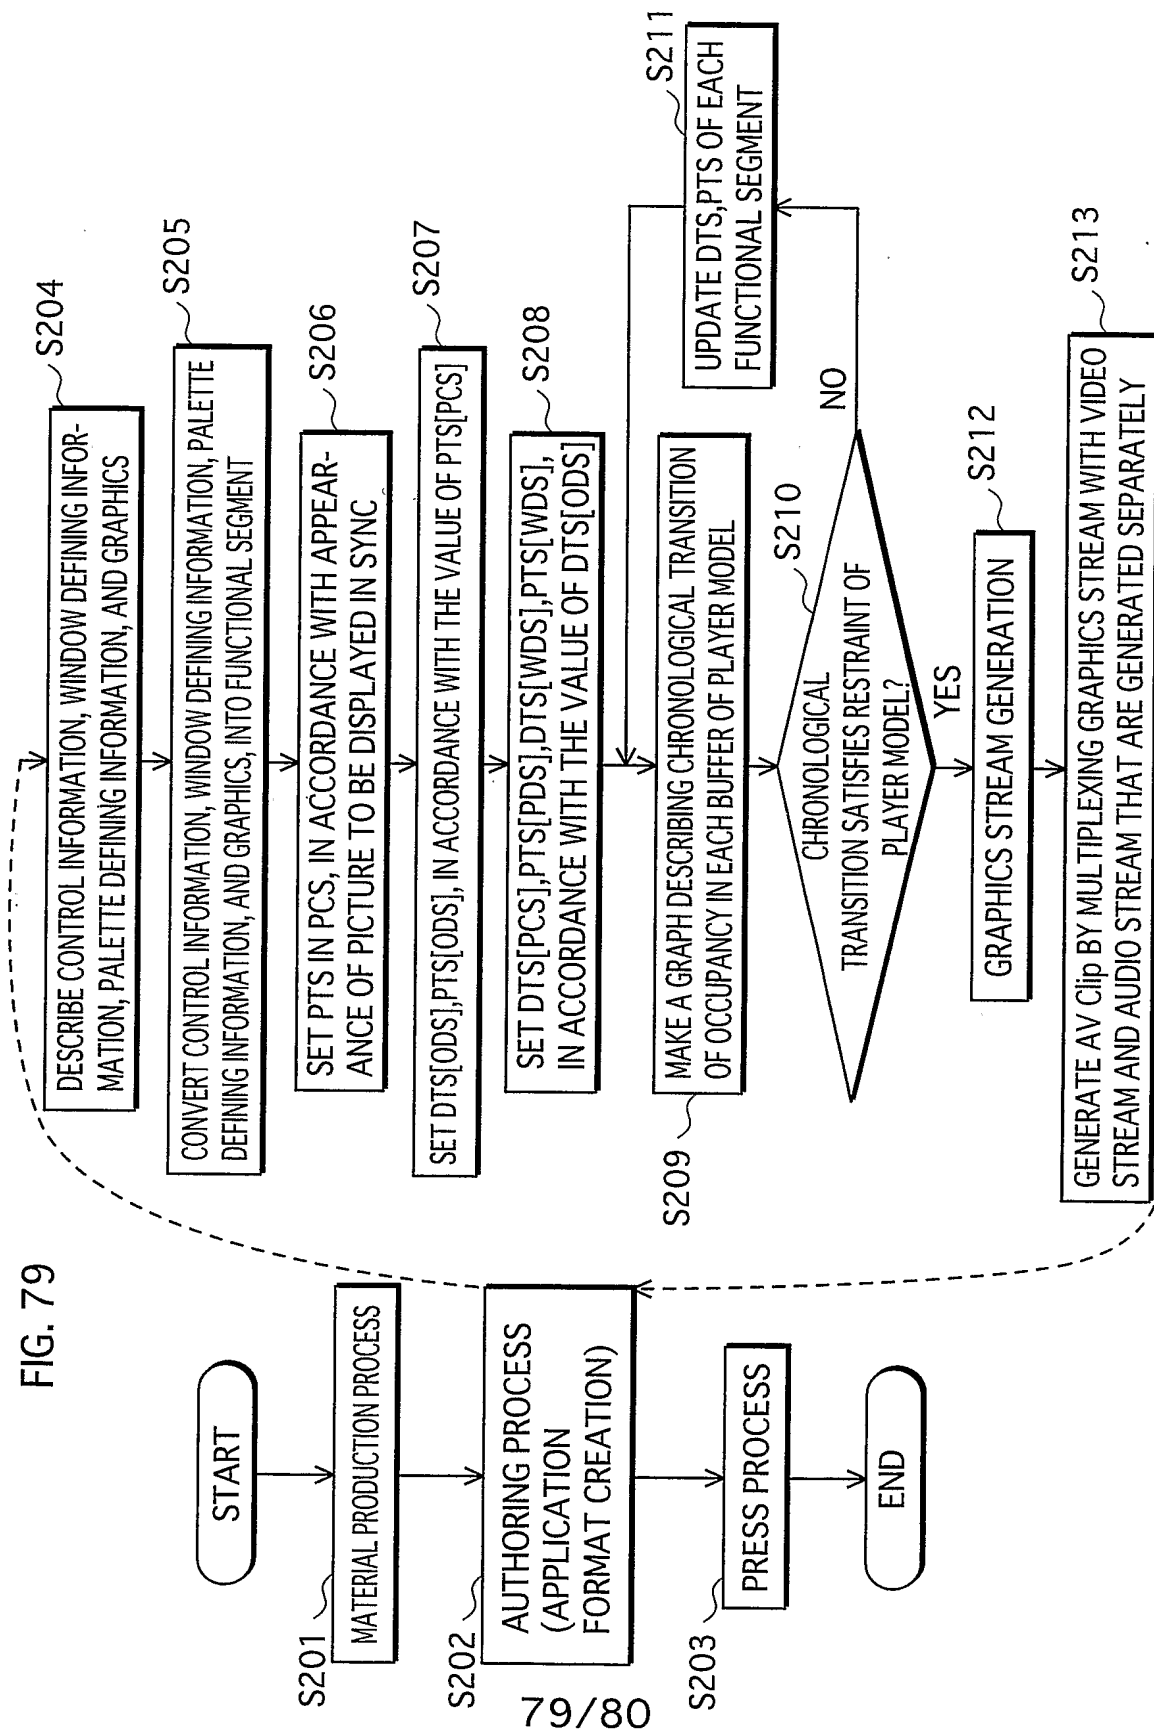 FIG. 79
START
S201
MATERIAL PRODUCTION PROCESS
S202
AUTHORING PROCESS
(APPLICATION
FORMAT CREATION)
S203
PRESS PROCESS
END
S204
DESCRIBE CONTROL INFORMATION, WINDOW DEFINING INFOR-
MATION, PALETTE DEFINING INFORMATION, AND GRAPHICS
S205
CONVERT CONTROL INFORMATION, WINDOW DEFINING INFORMATION, PALETTE
DEFINING INFORMATION, AND GRAPHICS, INTO FUNCTIONAL SEGMENT
S206
SET PTS IN PCS, IN ACCORDANCE WITH APPEAR-
ANCE OF PICTURE TO BE DISPLAYED IN SYNC
S207
SET DTS[ODS],PTS[ODS], IN ACCORDANCE WITH THE VALUE OF PTS[PCS]
S208
SET DTS[PCS],PTS[PDS],DTS[WDS],PTS[WDS],
IN ACCORDANCE WITH THE VALUE OF DTS[ODS]
S209
MAKE A GRAPH DESCRIBING CHRONOLOGICAL TRANSITION
OF OCCUPANCY IN EACH BUFFER OF PLAYER MODEL
S210
CHRONOLOGICAL
TRANSITION SATISFIES RESTRAINT OF
PLAYER MODEL?
NO
YES
S211
UPDATE DTS,PTS OF EACH
FUNCTIONAL SEGMENT
S212
GRAPHICS STREAM GENERATION
S213
GENERATE AV Clip BY MULTIPLEXING GRAPHICS STREAM WITH VIDEO
STREAM AND AUDIO STREAM THAT ARE GENERATED SEPARATELY
79/80